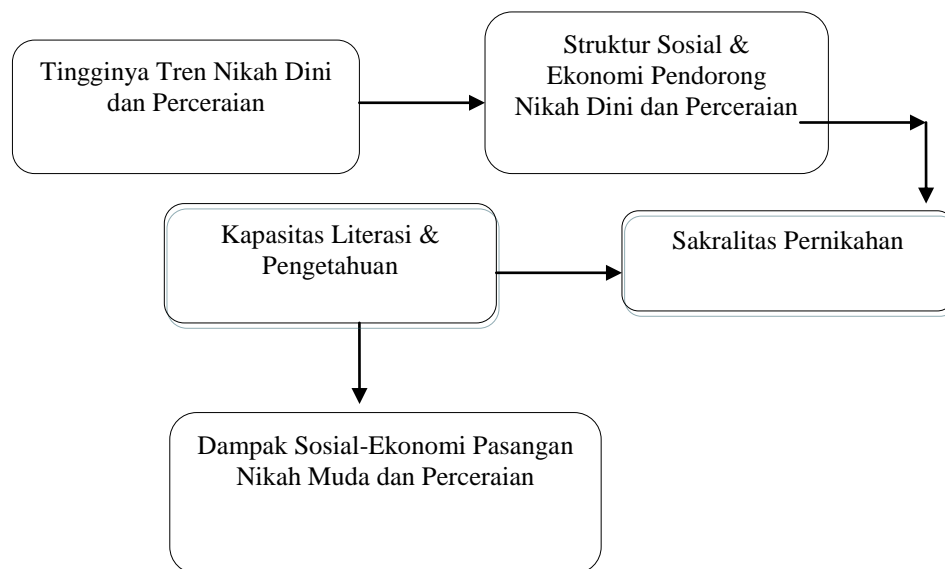 Tingginya Tren Nikah Dini
dan Perceraian
Struktur Sosial &
Ekonomi Pendorong
Nikah Dini dan Perceraian
Kapasitas Literasi &
Pengetahuan
Sakralitas Pernikahan
Dampak Sosial-Ekonomi Pasangan
Nikah Muda dan Perceraian